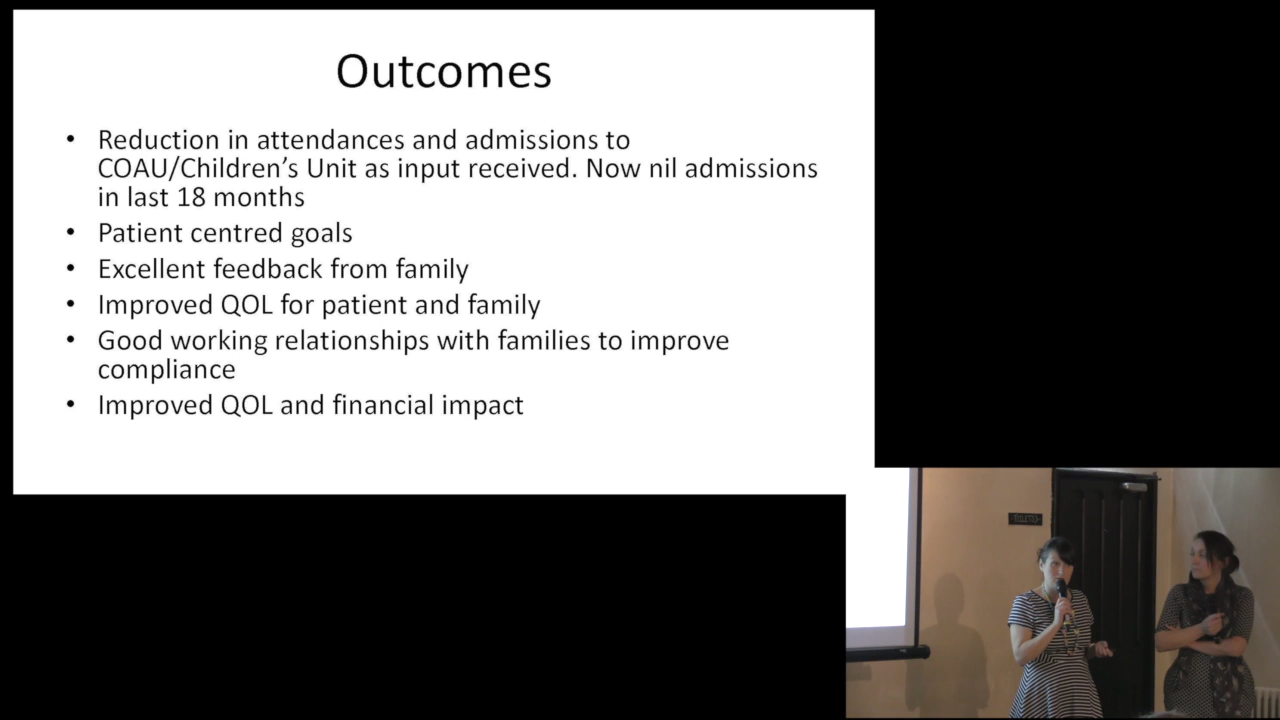 Outcomes
• Reduction in attendances and admissions to
COAU/Children's Unit as input received. Now nil admissions
in last 18 months
• Patient centred goals
• Excellent feedback from family
• Improved QOL for patient and family
• Good working relationships with families to improve
compliance
• Improved QOL and financial impact